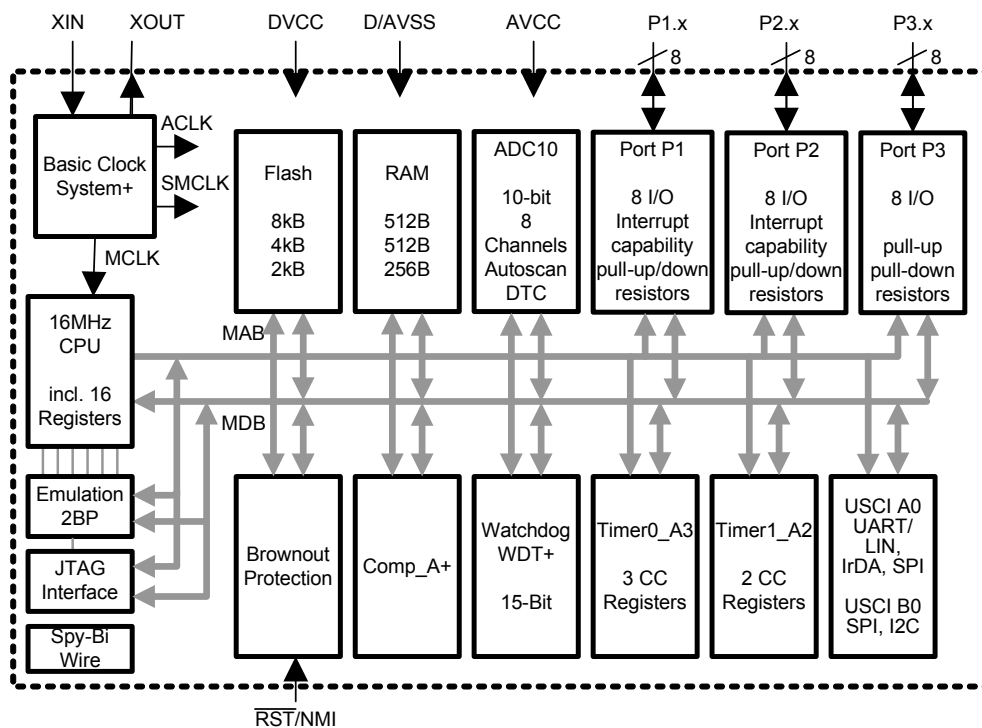 XIN
XOUT
DVCC
D/AVSS
AVCC
P1.x
P2.x
P3.x
8
8
8
Basic Clock
System+
ACLK
SMCLK
MCLK
Flash
8kB
4kB
2kB
RAM
512B
512B
256B
ADC10
10-bit
8
Channels
Autoscan
DTC
Port P1
8 I/O
Interrupt
capability
pull-up/down
resistors
Port P2
8 I/O
Interrupt
capability
pull-up/down
resistors
Port P3
8 I/O
pull-up
pull-down
resistors
16MHz
CPU
incl. 16
Registers
MAB
MDB
Emulation
2BP
JTAG
Interface
Spy-Bi
Wire
Brownout
Protection
Comp_A+
Watchdog
WDT+
15-Bit
Timer0_A3
3 CC
Registers
Timer1_A2
2 CC
Registers
USCI A0
UART/
LIN,
IrDA, SPI
USCI B0
SPI, I2C
RST/NMI